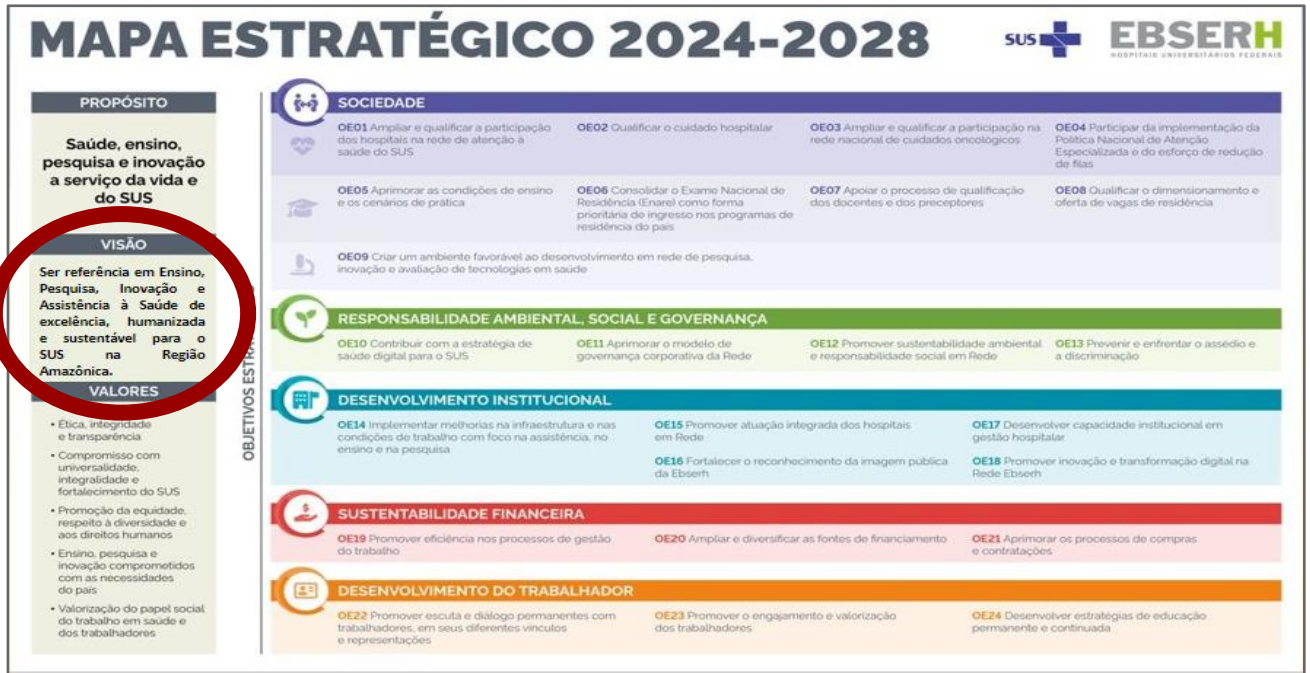 MAPA ESTRATÉGICO 2024-2028
SUS
EBSERH
HOSPITAIS UNIVERSITÁRIOS FEDERAIS
PROPÓSITO
Saúde, ensino,
pesquisa e inovação
a serviço da vida e
do SUS
VISÃO
Ser referência em Ensino,
Pesquisa, Inovação e
Assistência à Saúde de
excelência, humanizada
e sustentável para o
SUS na Região
Amazônica.
VALORES
• Ética, integridade
e transparência
• Compromisso com
universalidade,
integralidade e
fortalecimento do SUS
• Promoção da equidade,
respeito à diversidade e
aos direitos humanos
• Ensino, pesquisa e
inovação comprometidos
com as necessidades
do país
• Valorização do papel social
do trabalho em saúde e
dos trabalhadores
OBJETIVOS
SOCIEDADE
OE01 Ampliar e qualificar a participação
dos hospitais na rede de atenção à
saúde do SUS
OE02 Qualificar o cuidado hospitalar
OE03 Ampliar e qualificar a participação na
rede nacional de cuidados oncológicos
OE04 Participar da implementação da
Política Nacional de Atenção
Especializada e do esforço de redução
de filas
OE05 Aprimorar as condições de ensino
e os cenários de prática
OE06 Consolidar o Exame Nacional de
Residência (Enare) como forma
prioritária de ingresso nos programas de
residência do país
OE07 Apoiar o processo de qualificação
dos docentes e dos preceptores
OE08 Qualificar o dimensionamento e
oferta de vagas de residência
OE09 Criar um ambiente favorável ao desenvolvimento em rede de pesquisa,
inovação e avaliação de tecnologias em saúde
RESPONSABILIDADE AMBIENTAL, SOCIAL E GOVERNANÇA
OE10 Contribuir com a estratégia de
saúde digital para o SUS
OE11 Aprimorar o modelo de
governança corporativa da Rede
OE12 Promover sustentabilidade ambiental
e responsabilidade social em Rede
OE13 Prevenir e enfrentar o assédio e
a discriminação
DESENVOLVIMENTO INSTITUCIONAL
OE14 Implementar melhorias na infraestrutura e nas
condições de trabalho com foco na assistência, no
ensino e na pesquisa
OE15 Promover atuação integrada dos hospitais
em Rede
OE16 Fortalecer o reconhecimento da imagem pública
da Ebserh
OE17 Desenvolver capacidade institucional em
gestão hospitalar
OE18 Promover inovação e transformação digital na
Rede Ebserh
SUSTENTABILIDADE FINANCEIRA
OE19 Promover eficiência nos processos de gestão
do trabalho
OE20 Ampliar e diversificar as fontes de financiamento
OE21 Aprimorar os processos de compras
e contratações
DESENVOLVIMENTO DO TRABALHADOR
OE22 Promover escuta e diálogo permanentes com
trabalhadores, em seus diferentes vínculos
e representações
OE23 Promover o engajamento e valorização
dos trabalhadores
OE24 Desenvolver estratégias de educação
permanente e continuada